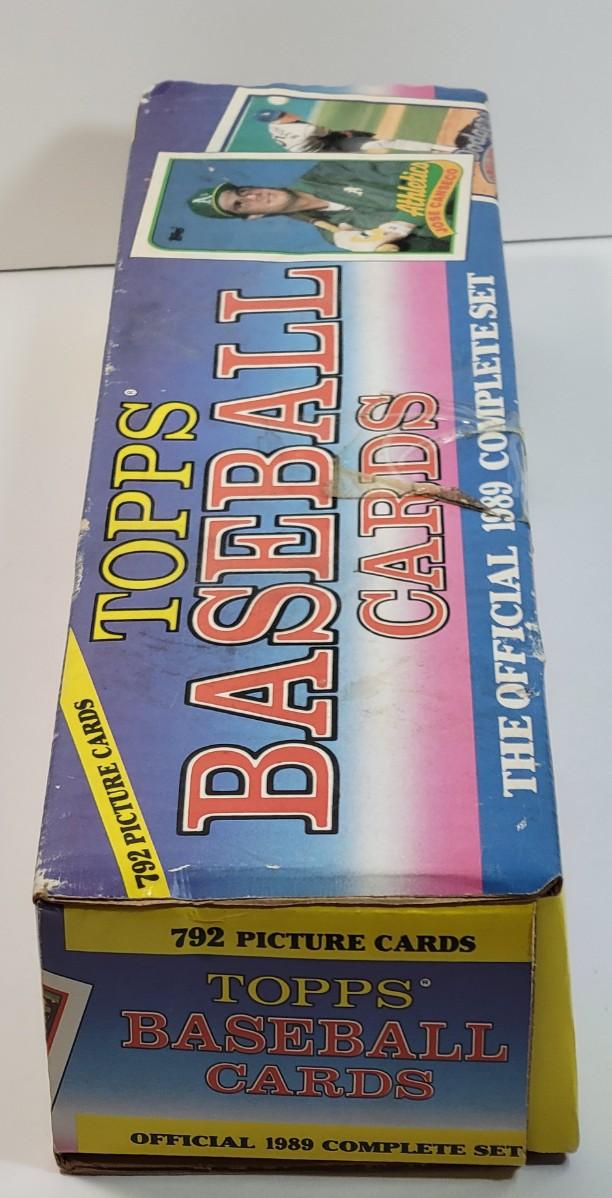 Dodgers
Athletics
JOSE CANSECO
TOPPS®
BASEBALL
CARDS
THE OFFICIAL 1989 COMPLETE SET
792 PICTURE CARDS
792 PICTURE CARDS
TOPPS®
BASEBALL
CARDS
OFFICIAL 1989 COMPLETE SET